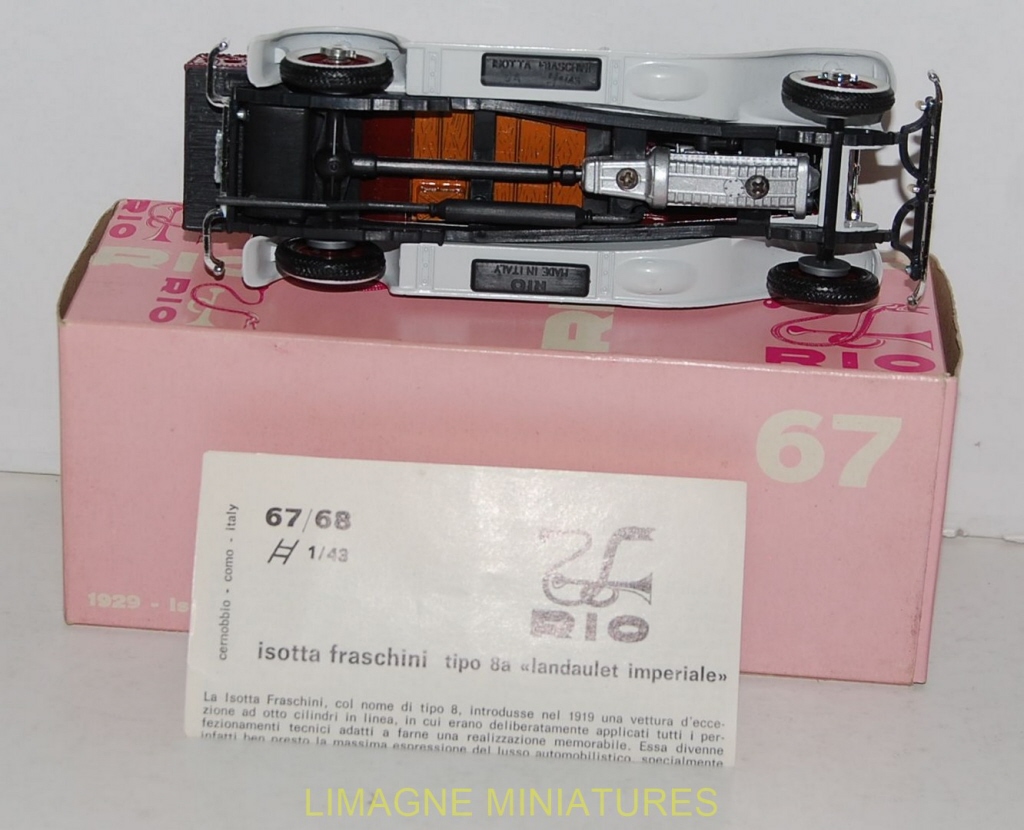 ISOTTA FRASCHINI
8A
RIO
MADE IN ITALY
RIO
RIO
RIO
R
RIO
67
1929 - Is
cernobbio - como - italy
67/68
1/43
RIO
isotta fraschini tipo 8a «landaulet imperiale»
La Isotta Fraschini, col nome di tipo 8, introdusse nel 1919 una vettura d'ecce-
zione ad otto cilindri in linea, in cui erano deliberatamente applicati tutti i per-
fezionamenti tecnici adatti a farne una realizzazione memorabile. Essa divenne
infatti ben presto la massima espressione del lusso automobilistico, specialmente
LIMAGNE MINIATURES